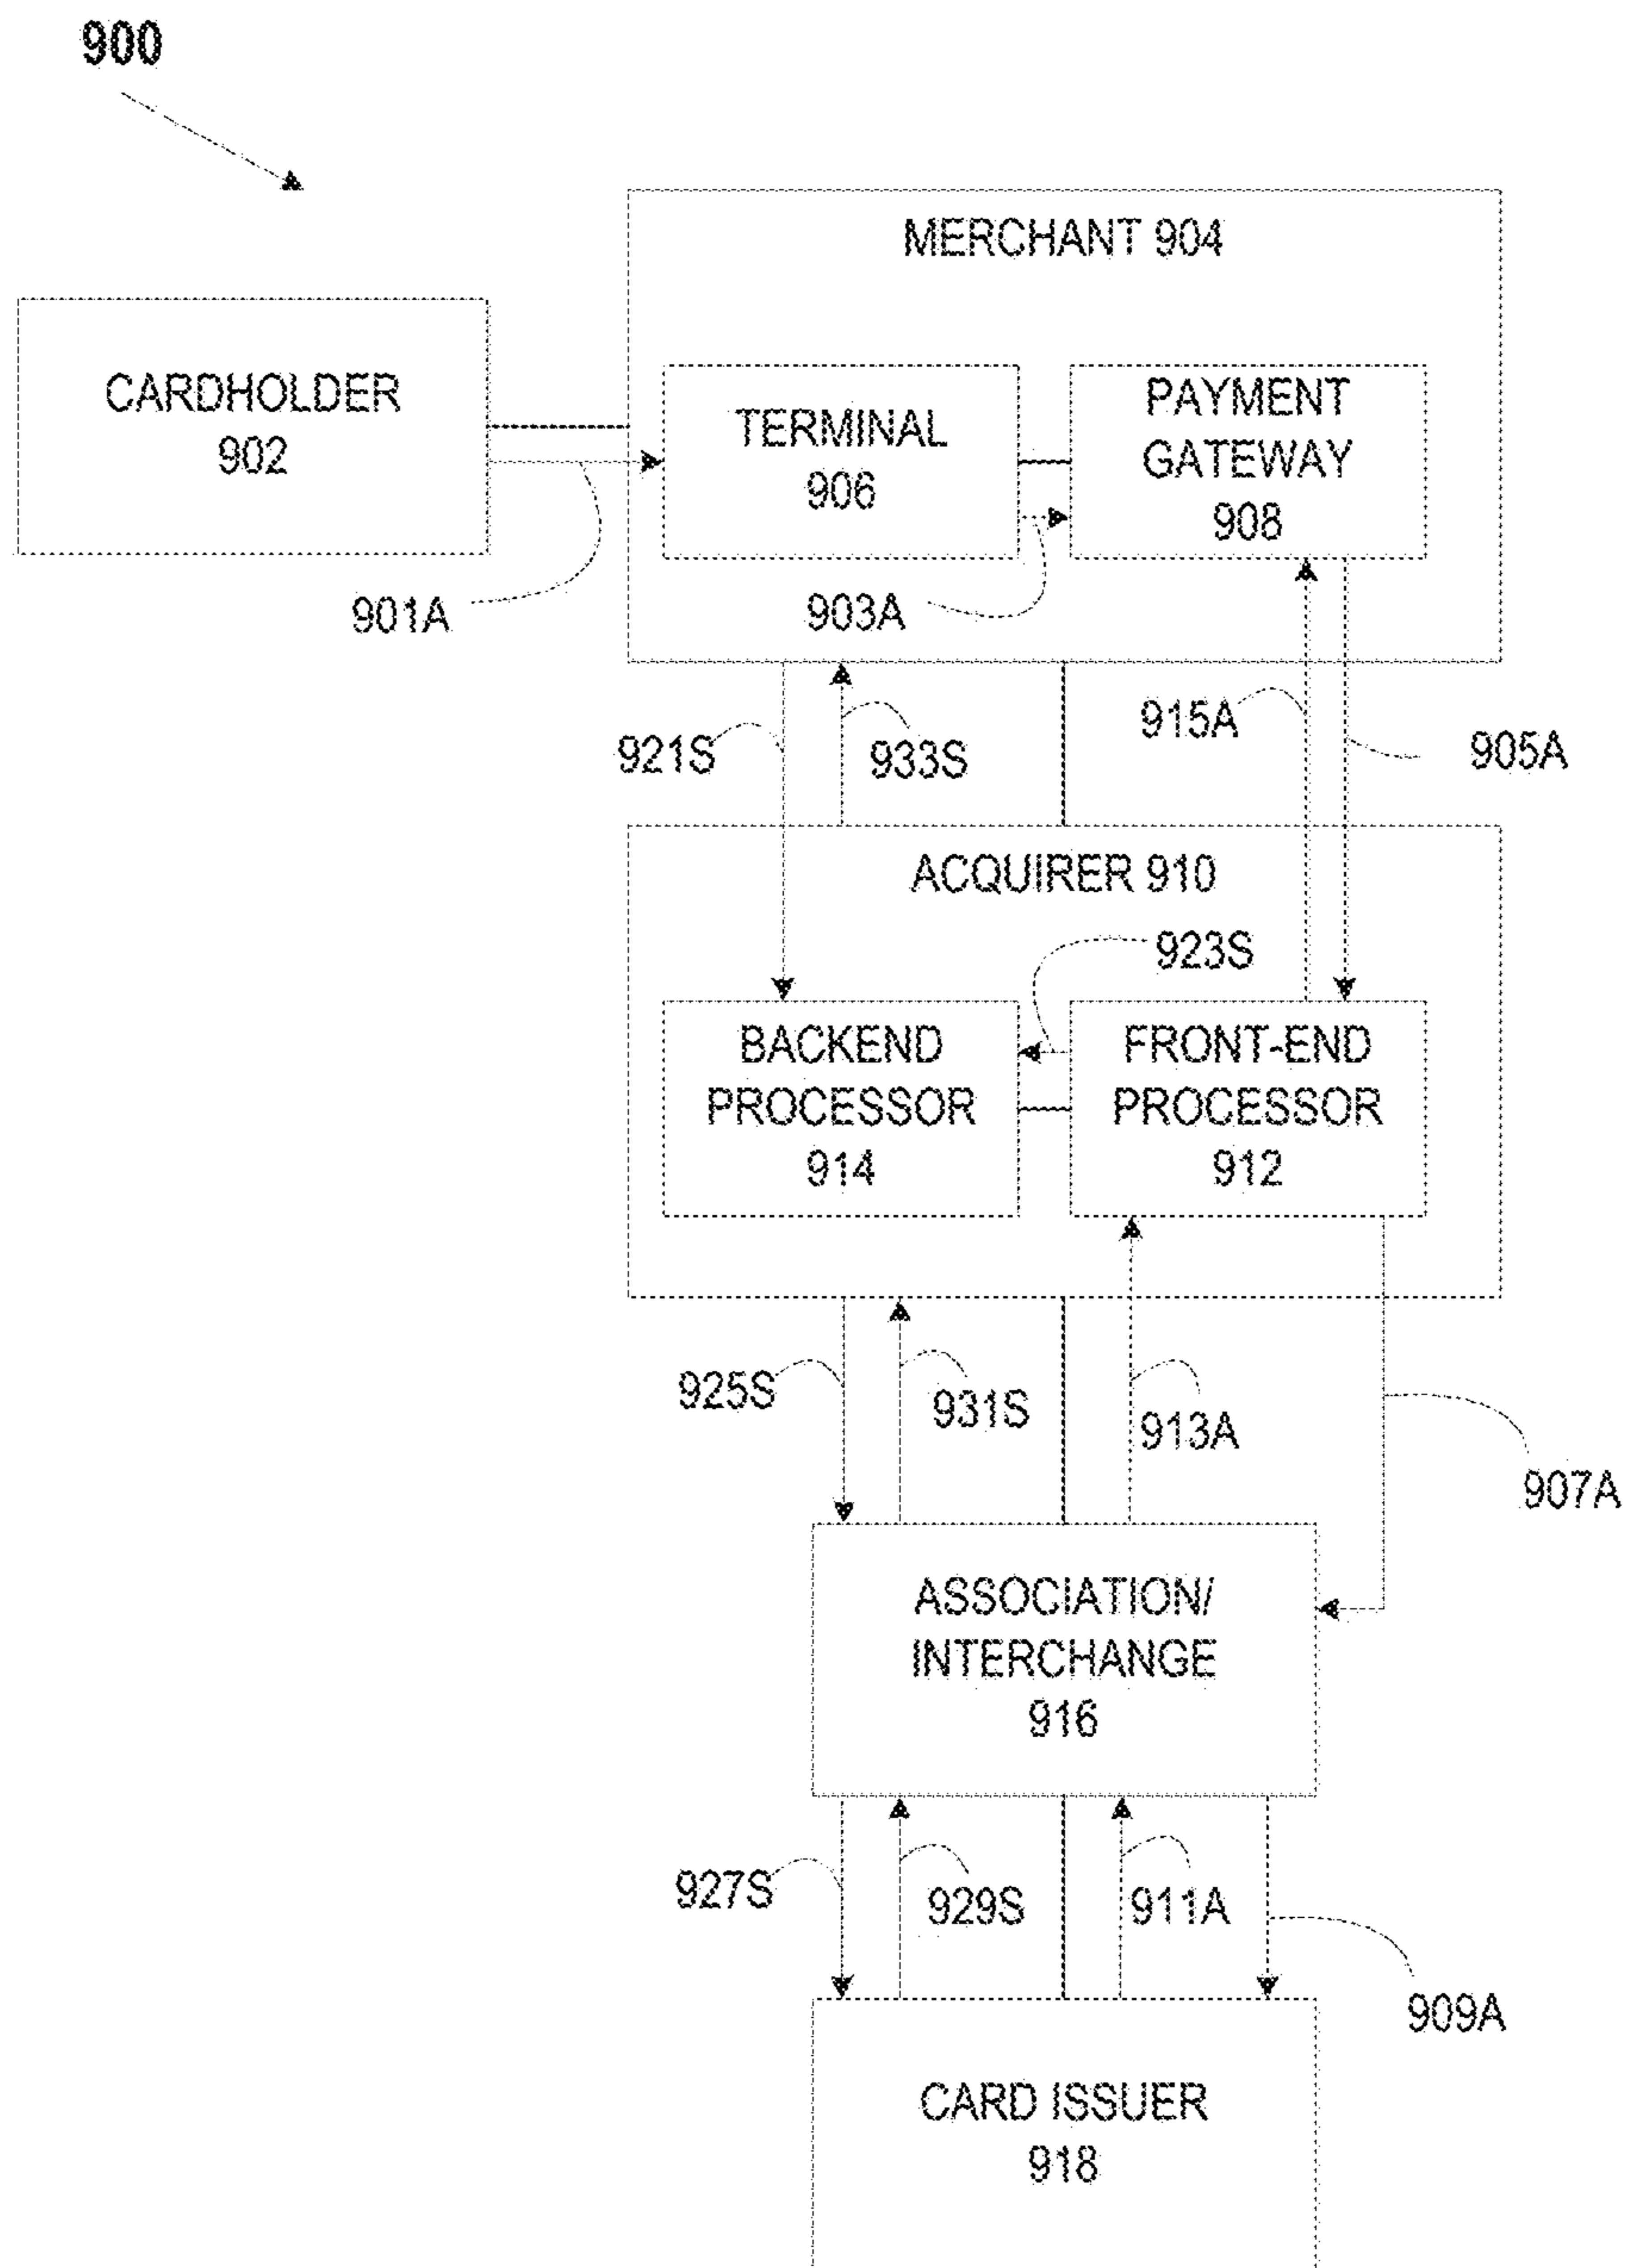 900
MERCHANT 904
CARDHOLDER
902
TERMINAL
906
PAYMENT
GATEWAY
908
901A
903A
921S
933S
915A
905A
ACQUIRER 910
923S
BACKEND
PROCESSOR
914
FRONT-END
PROCESSOR
912
925S
931S
913A
907A
ASSOCIATION/
INTERCHANGE
916
927S
929S
911A
909A
CARD ISSUER
918